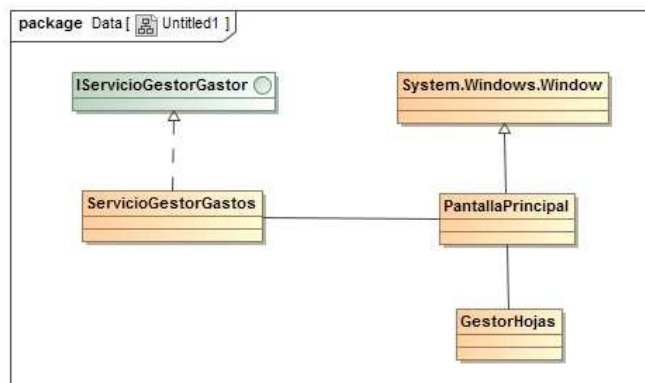 package Data [ Untitled1 ]
IServicioGestorGastor
System.Windows.Window
ServicioGestorGastos
PantallaPrincipal
GestorHojas